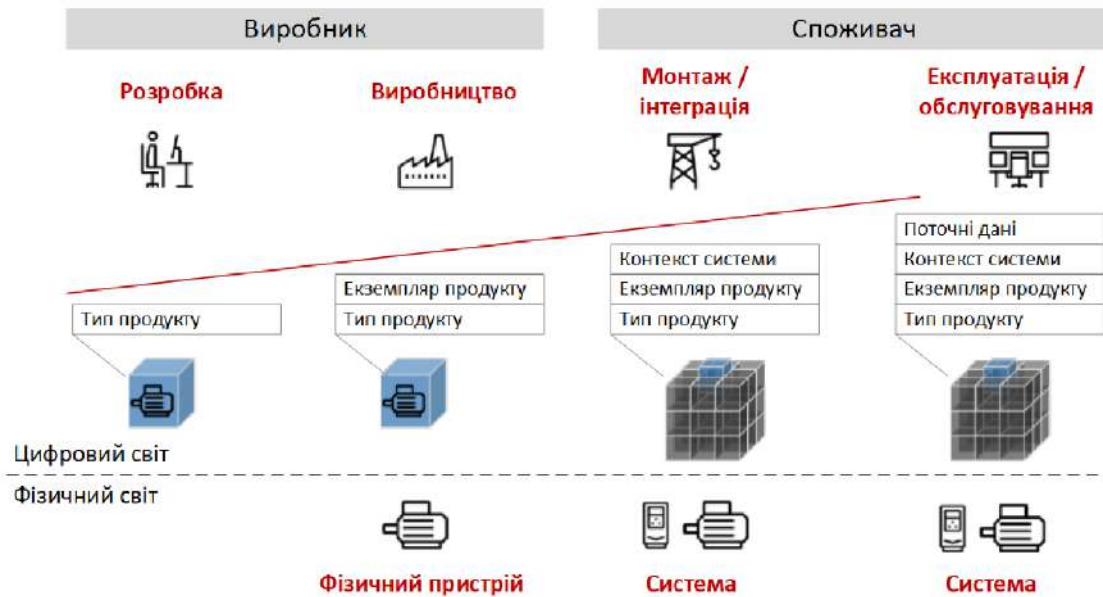 Виробник
Споживач
Розробка
Виробництво
Монтаж /
інтеграція
Експлуатація /
обслуговування
Тип продукту
Екземпляр продукту
Тип продукту
Контекст системи
Екземпляр продукту
Тип продукту
Поточні дані
Контекст системи
Екземпляр продукту
Тип продукту
Цифровий світ
Фізичний світ
Фізичний пристрій
Система
Система